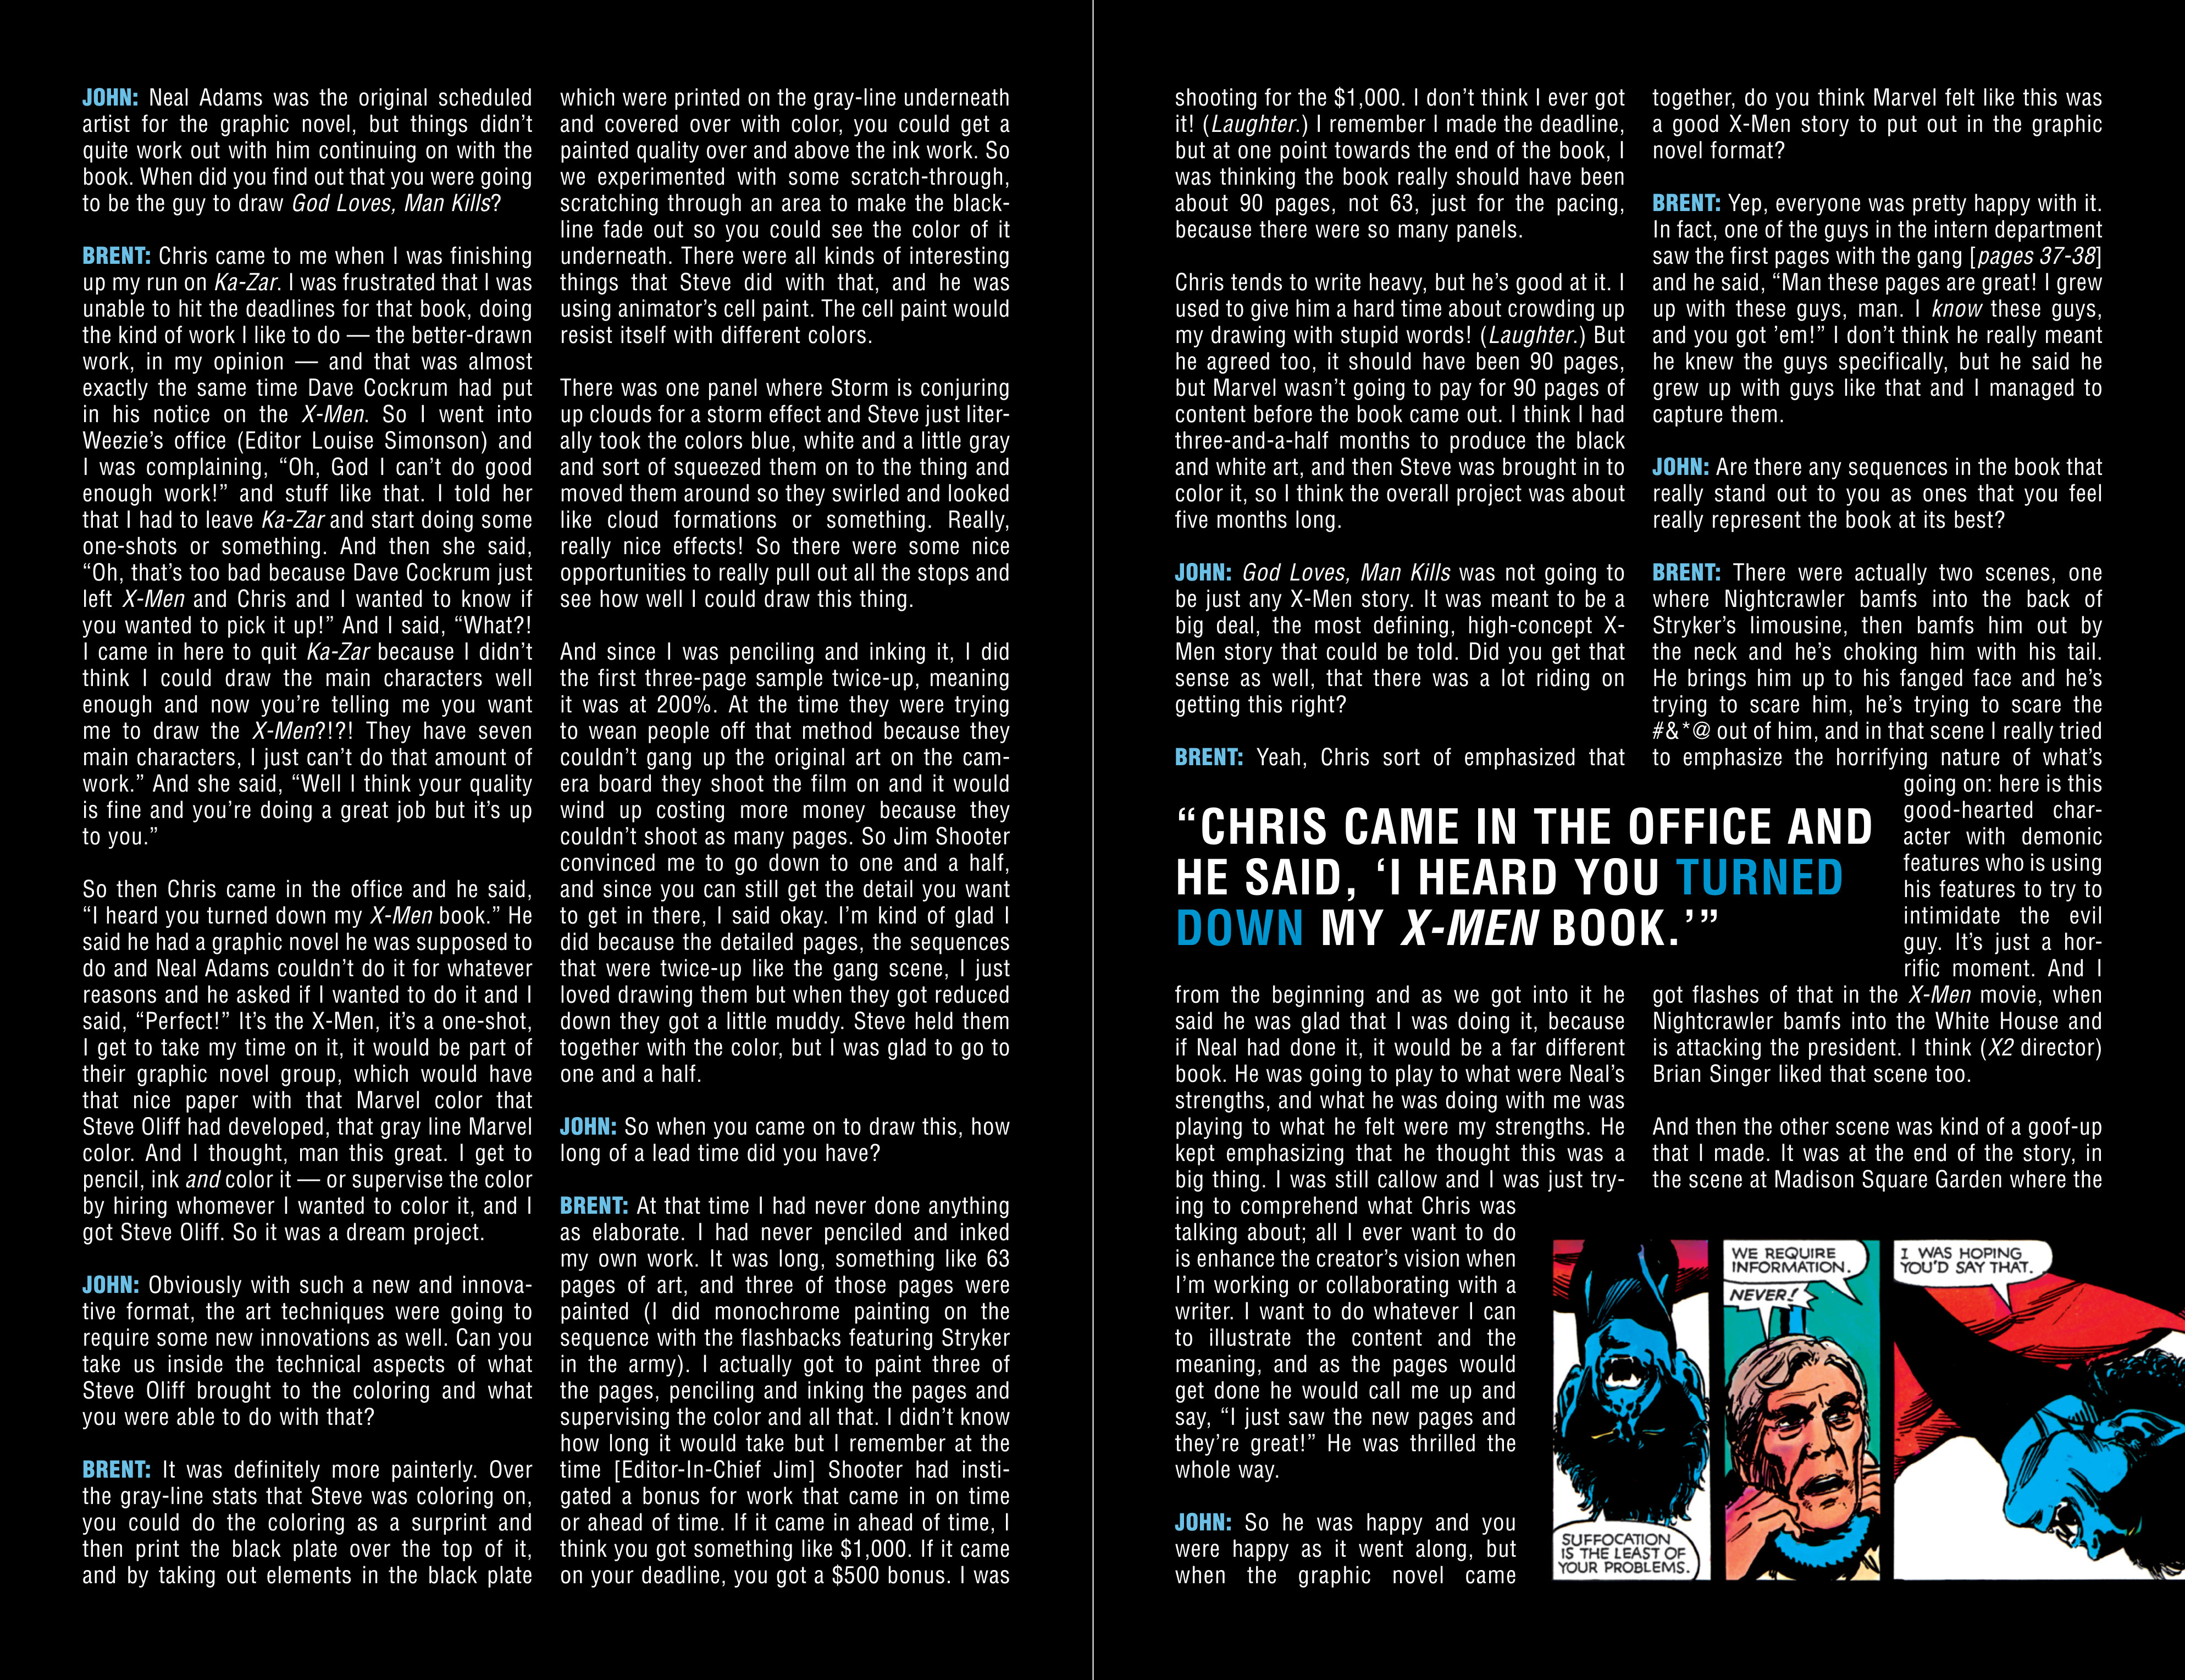 JOHN: Neal Adams was the original scheduled
artist for the graphic novel, but things didn't
quite work out with him continuing on with the
book. When did you find out that you were going
to be the guy to draw God Loves, Man Kills?
BRENT: Chris came to me when I was finishing
up my run on Ka-Zar. I was frustrated that I was
unable to hit the deadlines for that book, doing
the kind of work I like to do — the better-drawn
work, in my opinion — and that was almost
exactly the same time Dave Cockrum had put
in his notice on the X-Men. So I went into
Weezie's office (Editor Louise Simonson) and
I was complaining, “Oh, God I can't do good
enough work!” and stuff like that. I told her
that I had to leave Ka-Zar and start doing some
one-shots or something. And then she said,
“Oh, that's too bad because Dave Cockrum just
left X-Men and Chris and I wanted to know if
you wanted to pick it up!” And I said, “What?!
I came in here to quit Ka-Zar because I didn't
think I could draw the main characters well
enough and now you're telling me you want
me to draw the X-Men?!?! They have seven
main characters, I just can't do that amount of
work.” And she said, “Well I think your quality
is fine and you're doing a great job but it's up
to you.”
So then Chris came in the office and he said,
“I heard you turned down my X-Men book.” He
said he had a graphic novel he was supposed to
do and Neal Adams couldn't do it for whatever
reasons and he asked if I wanted to do it and I
said, “Perfect!” It's the X-Men, it's a one-shot,
I get to take my time on it, it would be part of
their graphic novel group, which would have
that nice paper with that Marvel color that
Steve Oliff had developed, that gray line Marvel
color. And I thought, man this great. I get to
pencil, ink and color it — or supervise the color
by hiring whomever I wanted to color it, and I
got Steve Oliff. So it was a dream project.
JOHN: Obviously with such a new and innova-
tive format, the art techniques were going to
require some new innovations as well. Can you
take us inside the technical aspects of what
Steve Oliff brought to the coloring and what
you were able to do with that?
BRENT: It was definitely more painterly. Over
the gray-line stats that Steve was coloring on,
you could do the coloring as a surprint and
then print the black plate over the top of it,
and by taking out elements in the black plate
which were printed on the gray-line underneath
and covered over with color, you could get a
painted quality over and above the ink work. So
we experimented with some scratch-through,
scratching through an area to make the black-
line fade out so you could see the color of it
underneath. There were all kinds of interesting
things that Steve did with that, and he was
using animator's cell paint. The cell paint would
resist itself with different colors.
There was one panel where Storm is conjuring
up clouds for a storm effect and Steve just liter-
ally took the colors blue, white and a little gray
and sort of squeezed them on to the thing and
moved them around so they swirled and looked
like cloud formations or something. Really,
really nice effects! So there were some nice
opportunities to really pull out all the stops and
see how well I could draw this thing.
And since I was penciling and inking it, I did
the first three-page sample twice-up, meaning
it was at 200%. At the time they were trying
to wean people off that method because they
couldn't gang up the original art on the cam-
era board they shoot the film on and it would
wind up costing more money because they
couldn't shoot as many pages. So Jim Shooter
convinced me to go down to one and a half,
and since you can still get the detail you want
to get in there, I said okay. I'm kind of glad I
did because the detailed pages, the sequences
that were twice-up like the gang scene, I just
loved drawing them but when they got reduced
down they got a little muddy. Steve held them
together with the color, but I was glad to go to
one and a half.
JOHN: So when you came on to draw this, how
long of a lead time did you have?
BRENT: At that time I had never done anything
as elaborate. I had never penciled and inked
my own work. It was long, something like 63
pages of art, and three of those pages were
painted (I did monochrome painting on the
sequence with the flashbacks featuring Stryker
in the army). I actually got to paint three of
the pages, penciling and inking the pages and
supervising the color and all that. I didn't know
how long it would take but I remember at the
time [Editor-In-Chief Jim] Shooter had insti-
gated a bonus for work that came in on time
or ahead of time. If it came in ahead of time, I
think you got something like $1,000. If it came
on your deadline, you got a $500 bonus. I was
shooting for the $1,000. I don't think I ever got
it! (Laughter.) I remember I made the deadline,
but at one point towards the end of the book, I
was thinking the book really should have been
about 90 pages, not 63, just for the pacing,
because there were so many panels.
Chris tends to write heavy, but he's good at it. I
used to give him a hard time about crowding up
my drawing with stupid words! (Laughter.) But
he agreed too, it should have been 90 pages,
but Marvel wasn't going to pay for 90 pages of
content before the book came out. I think I had
three-and-a-half months to produce the black
and white art, and then Steve was brought in to
color it, so I think the overall project was about
five months long.
JOHN: God Loves, Man Kills was not going to
be just any X-Men story. It was meant to be a
big deal, the most defining, high-concept X-
Men story that could be told. Did you get that
sense as well, that there was a lot riding on
getting this right?
BRENT: Yeah, Chris sort of emphasized that
“CHRIS CAME IN THE OFFICE AND
HE SAID, ‘I HEARD YOU TURNED
DOWN MY X-MEN BOOK.’”
from the beginning and as we got into it he
said he was glad that I was doing it, because
if Neal had done it, it would be a far different
book. He was going to play to what were Neal's
strengths, and what he was doing with me was
playing to what he felt were my strengths. He
kept emphasizing that he thought this was a
big thing. I was still callow and I was just try-
ing to comprehend what Chris was
talking about; all I ever want to do
is enhance the creator's vision when
I'm working or collaborating with a
writer. I want to do whatever I can
to illustrate the content and the
meaning, and as the pages would
get done he would call me up and
say, “I just saw the new pages and
they're great!” He was thrilled the
whole way.
JOHN: So he was happy and you
were happy as it went along, but
when the graphic novel came
together, do you think Marvel felt like this was
a good X-Men story to put out in the graphic
novel format?
BRENT: Yep, everyone was pretty happy with it.
In fact, one of the guys in the intern department
saw the first pages with the gang [pages 37-38]
and he said, “Man these pages are great! I grew
up with these guys, man. I know these guys,
and you got 'em!” I don't think he really meant
he knew the guys specifically, but he said he
grew up with guys like that and I managed to
capture them.
JOHN: Are there any sequences in the book that
really stand out to you as ones that you feel
really represent the book at its best?
BRENT: There were actually two scenes, one
where Nightcrawler bamfs into the back of
Stryker's limousine, then bamfs him out by
the neck and he's choking him with his tail.
He brings him up to his fanged face and he's
trying to scare him, he's trying to scare the
#&*@ out of him, and in that scene I really tried
to emphasize the horrifying nature of what's
going on: here is this
good-hearted char-
acter with demonic
features who is using
his features to try to
intimidate the evil
guy. It's just a hor-
rific moment. And I
got flashes of that in the X-Men movie, when
Nightcrawler bamfs into the White House and
is attacking the president. I think (X2 director)
Brian Singer liked that scene too.
And then the other scene was kind of a goof-up
that I made. It was at the end of the story, in
the scene at Madison Square Garden where the
SUFFOCATION
IS THE LEAST OF
YOUR PROBLEMS.
WE REQUIRE
INFORMATION.
NEVER!
I WAS HOPING
YOU'D SAY THAT.